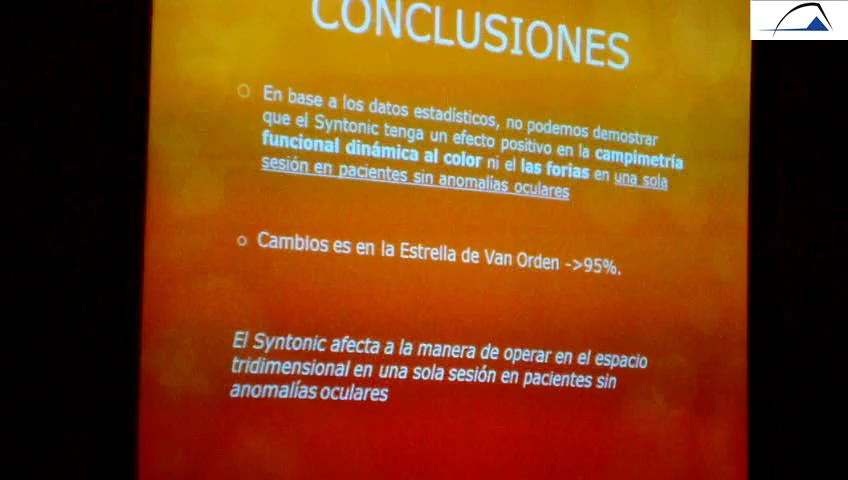 CONCLUSIONES
En base a los datos estadísticos, no podemos demostrar
que el Syntonic tenga un efecto positivo en la campimetría
funcional dinámica al color ni el las forias en una sola
sesión en pacientes sin anomalías oculares
Cambios es en la Estrella de Van Orden ->95%.
El Syntonic afecta a la manera de operar en el espacio
tridimensional en una sola sesión en pacientes sin
anomalías oculares